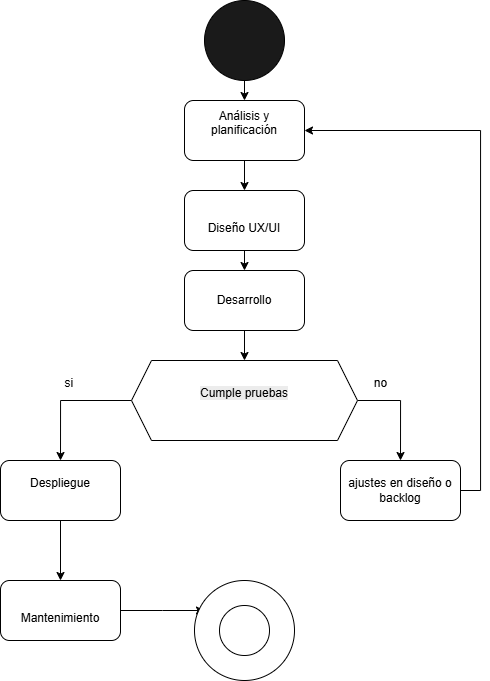 Análisis y
planificación
Diseño UX/UI
Desarrollo
Cumple pruebas
si
no
Despliegue
ajustes en diseño o
backlog
Mantenimiento